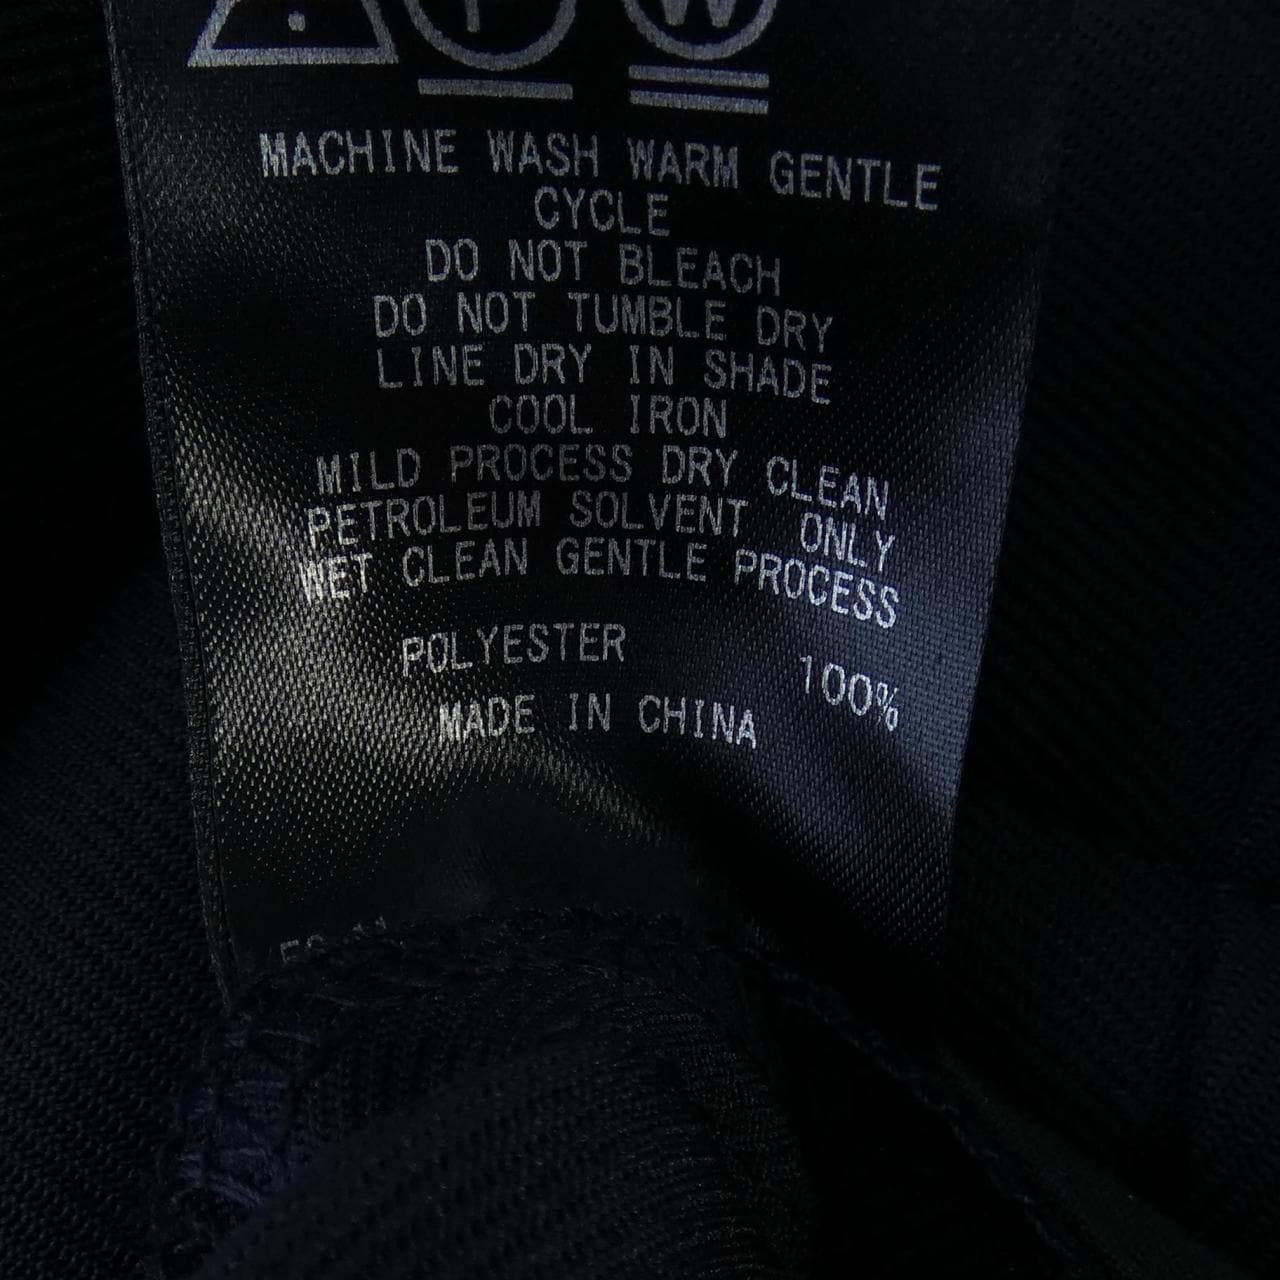 W
MACHINE WASH WARM GENTLE
CYCLE
DO NOT BLEACH
DO NOT TUMBLE DRY
LINE DRY IN SHADE
COOL IRON
MILD PROCESS DRY CLEAN
PETROLEUM SOLVENT ONLY
WET CLEAN GENTLE PROCESS
POLYESTER 100%
MADE IN CHINA